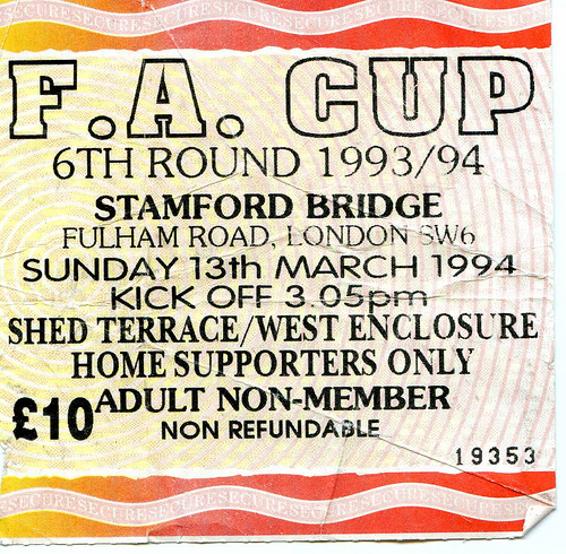 F.A. CUP
6TH ROUND 1993/94
STAMFORD BRIDGE
FULHAM ROAD, LONDON SW6
SUNDAY 13th MARCH 1994
KICK OFF 3.05pm
SHED TERRACE/WEST ENCLOSURE
HOME SUPPORTERS ONLY
£10 ADULT NON-MEMBER
NON REFUNDABLE
19353